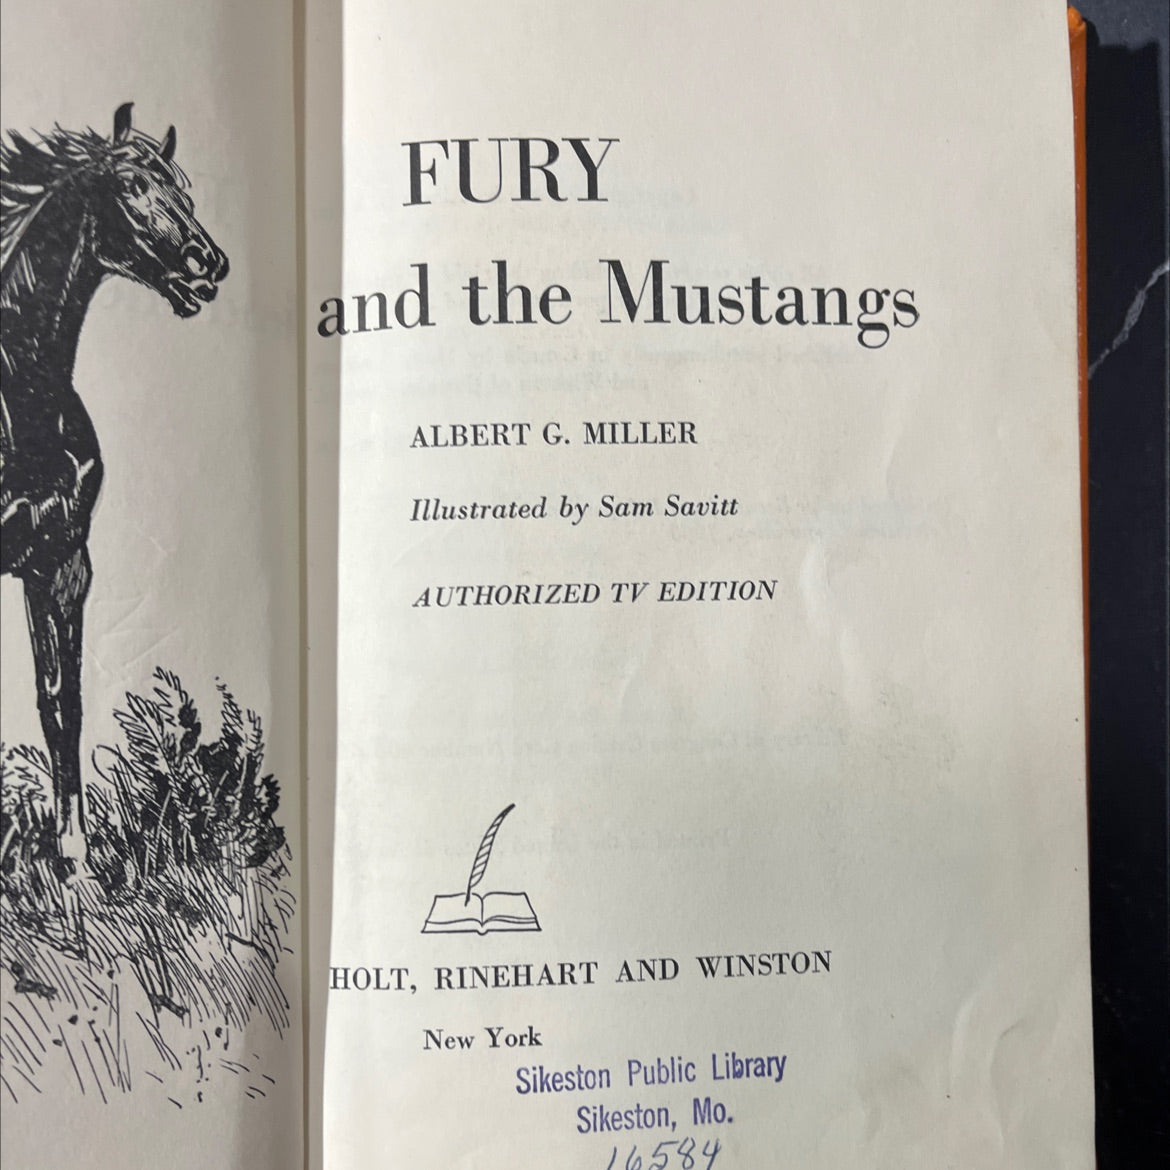 FURY
and the Mustangs
ALBERT G. MILLER
Illustrated by Sam Savitt
AUTHORIZED TV EDITION
HOLT, RINEHART AND WINSTON
New York
Sikeston Public Library
Sikeston, Mo.
16584